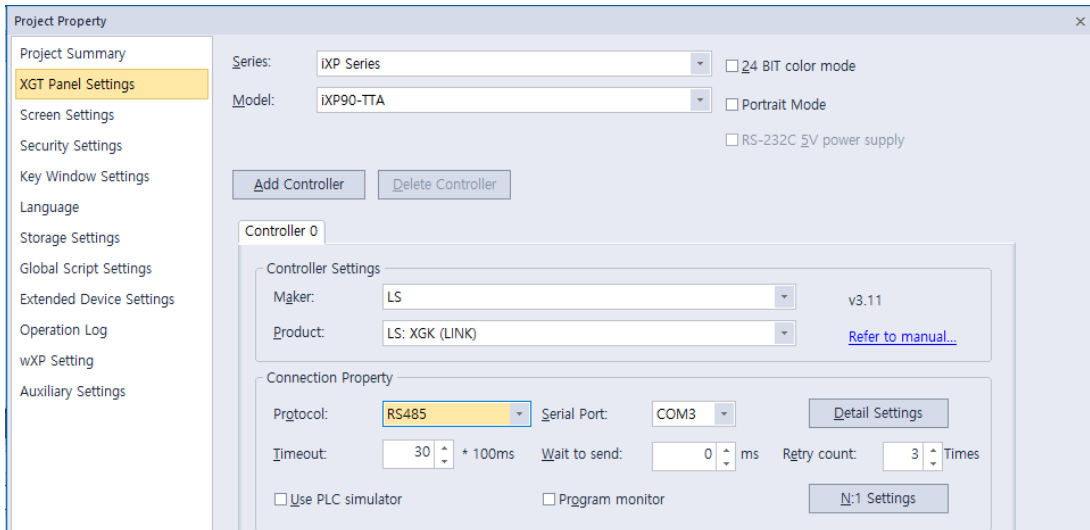 Project Property
Project Summary
XGT Panel Settings
Screen Settings
Security Settings
Key Window Settings
Language
Storage Settings
Global Script Settings
Extended Device Settings
Operation Log
wXP Setting
Auxiliary Settings
Series: iXP Series 24 BIT color mode
Model: iXP90-TTA Portrait Mode
RS-232C 5V power supply
Add Controller Delete Controller
Controller 0
Controller Settings
Maker: LS v3.11
Product: LS: XGK (LINK) Refer to manual...
Connection Property
Protocol: RS485 Serial Port: COM3 Detail Settings
Timeout: 30 * 100ms Wait to send: 0 ms Retry count: 3 Times
Use PLC simulator Program monitor N:1 Settings